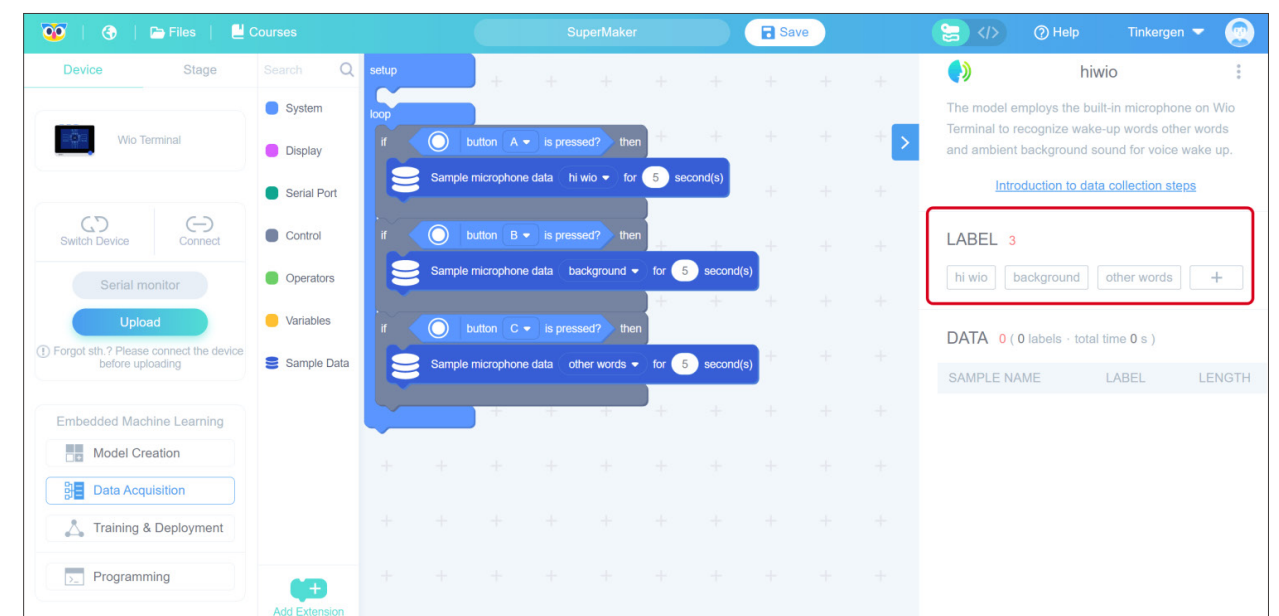 Files
Courses
SuperMaker
Save
</>
Help
Tinkergen
Device
Stage
Wio Terminal
Switch Device
Connect
Serial monitor
Upload
Forgot sth.? Please connect the device
before uploading
Embedded Machine Learning
Model Creation
Data Acquisition
Training & Deployment
Programming
Search
System
Display
Serial Port
Control
Operators
Variables
Sample Data
Add Extension
setup
loop
if button A is pressed? then
Sample microphone data hi wio for 5 second(s)
if button B is pressed? then
Sample microphone data background for 5 second(s)
if button C is pressed? then
Sample microphone data other words for 5 second(s)
hiwio
The model employs the built-in microphone on Wio
Terminal to recognize wake-up words other words
and ambient background sound for voice wake up.
Introduction to data collection steps
LABEL 3
hi wio background other words +
DATA 0 ( 0 labels · total time 0 s )
SAMPLE NAME LABEL LENGTH